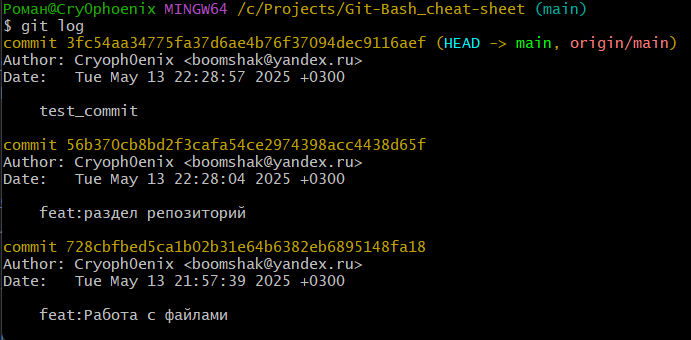 Роман@Cry0phoenix MINGW64 /c/Projects/Git-Bash_cheat-sheet (main)
$ git log
commit 3fc54aa34775fa37d6ae4b76f37094dec9116aef (HEAD -> main, origin/main)
Author: Cryoph0enix <boomshak@yandex.ru>
Date:   Tue May 13 22:28:57 2025 +0300
    test_commit
commit 56b370cb8bd2f3cafa54ce2974398acc4438d65f
Author: Cryoph0enix <boomshak@yandex.ru>
Date:   Tue May 13 22:28:04 2025 +0300
    feat:раздел репозиторий
commit 728cbfbed5ca1b02b31e64b6382eb6895148fa18
Author: Cryoph0enix <boomshak@yandex.ru>
Date:   Tue May 13 21:57:39 2025 +0300
    feat:Работа с файлами